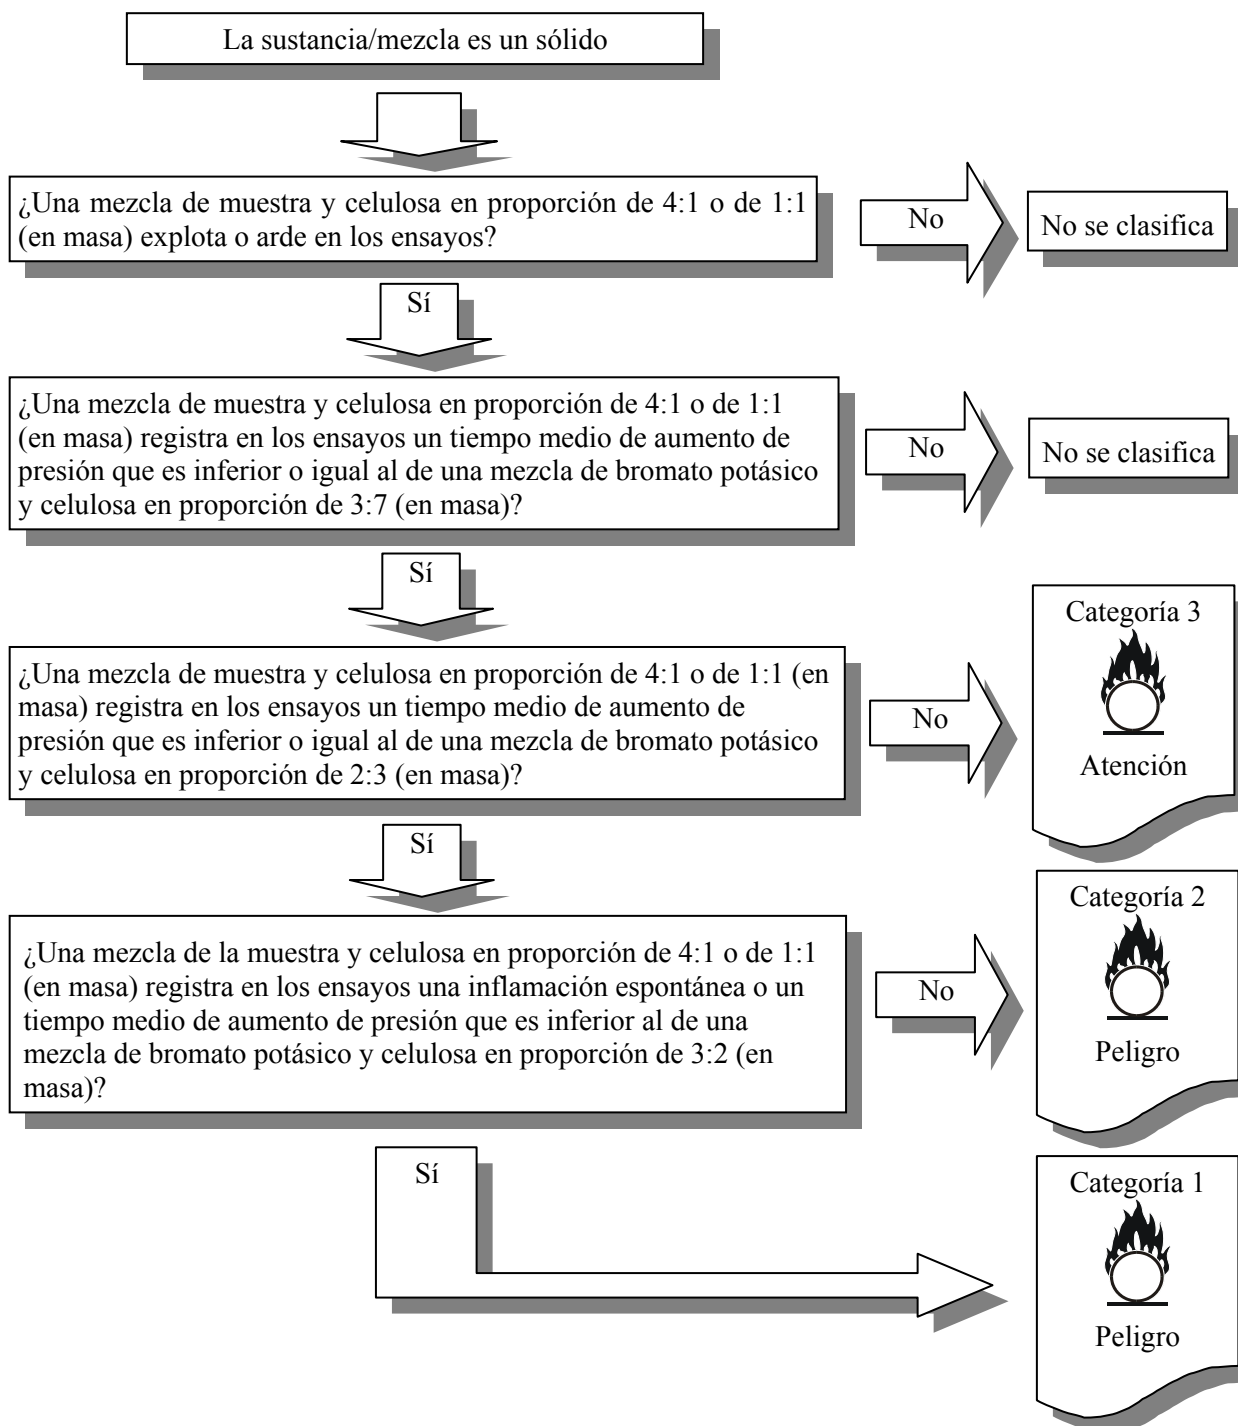 La sustancia/mezcla es un sólido
¿Una mezcla de muestra y celulosa en proporción de 4:1 o de 1:1
(en masa) explota o arde en los ensayos?
No
No se clasifica
Sí
¿Una mezcla de muestra y celulosa en proporción de 4:1 o de 1:1
(en masa) registra en los ensayos un tiempo medio de aumento de
presión que es inferior o igual al de una mezcla de bromato potásico
y celulosa en proporción de 3:7 (en masa)?
No
No se clasifica
Sí
¿Una mezcla de muestra y celulosa en proporción de 4:1 o de 1:1 (en
masa) registra en los ensayos un tiempo medio de aumento de
presión que es inferior o igual al de una mezcla de bromato potásico
y celulosa en proporción de 2:3 (en masa)?
No
Categoría 3
Atención
Sí
¿Una mezcla de la muestra y celulosa en proporción de 4:1 o de 1:1
(en masa) registra en los ensayos una inflamación espontánea o un
tiempo medio de aumento de presión que es inferior al de una
mezcla de bromato potásico y celulosa en proporción de 3:2 (en
masa)?
No
Categoría 2
Peligro
Sí
Categoría 1
Peligro